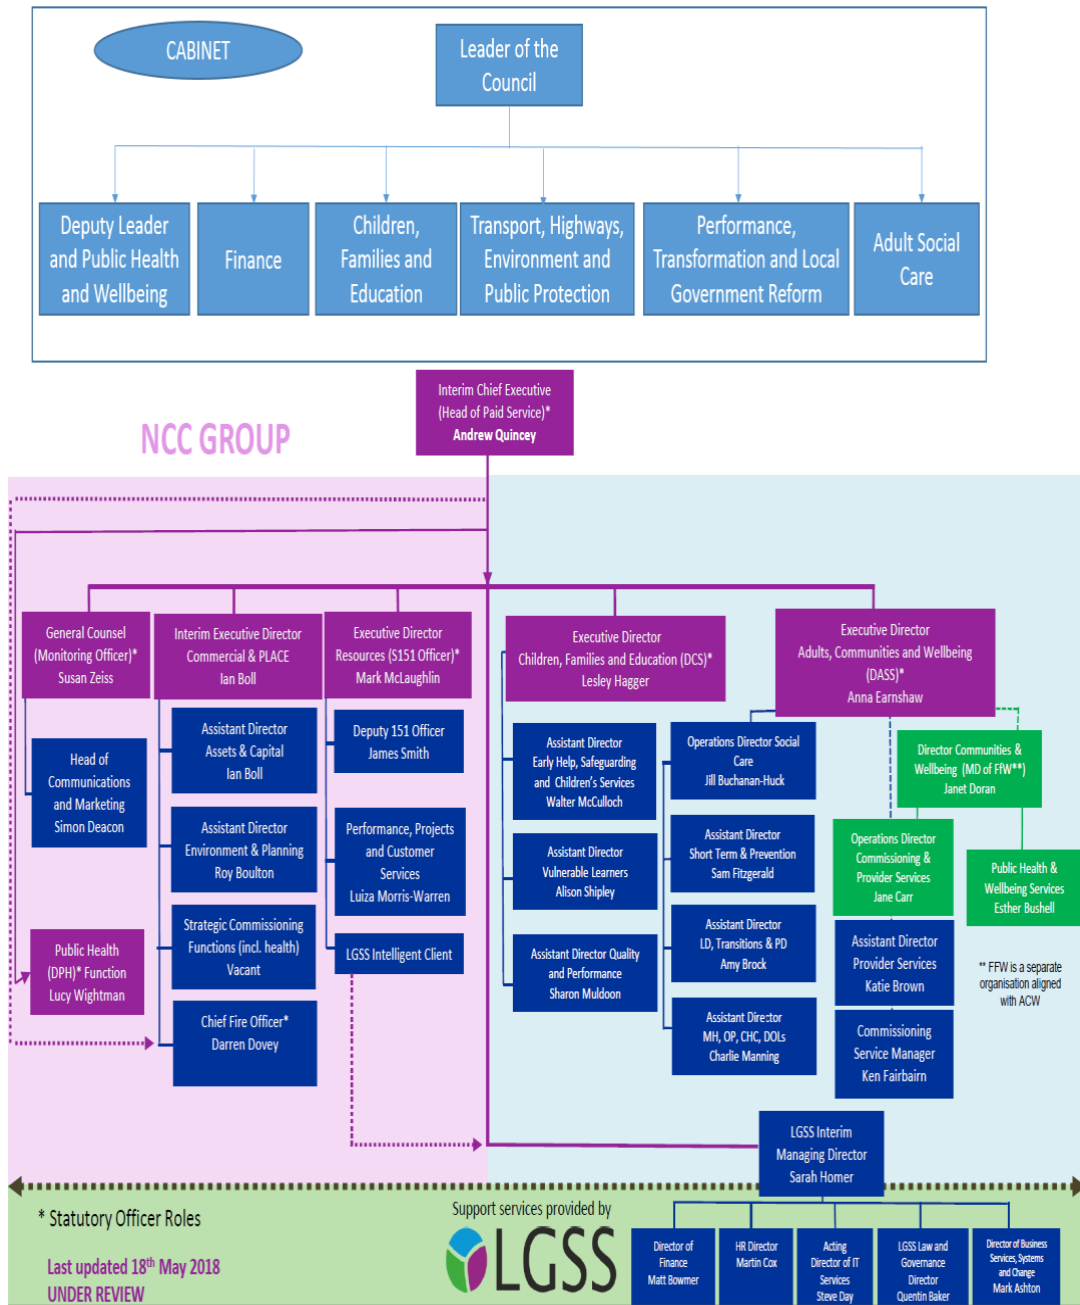 CABINET
Leader of the
Council
Deputy Leader
and Public Health
and Wellbeing
Finance
Children,
Families and
Education
Transport, Highways,
Environment and
Public Protection
Performance,
Transformation and Local
Government Reform
Adult Social
Care
Interim Chief Executive
(Head of Paid Service)*
Andrew Quincey
NCC GROUP
General Counsel
(Monitoring Officer)*
Susan Zeiss
Head of
Communications
and Marketing
Simon Deacon
Public Health
(DPH)* Function
Lucy Wightman
Interim Executive Director
Commercial & PLACE
Ian Boll
Assistant Director
Assets & Capital
Ian Boll
Assistant Director
Environment & Planning
Roy Boulton
Strategic Commissioning
Functions (incl. health)
Vacant
Chief Fire Officer*
Darren Dovey
Executive Director
Resources (S151 Officer)*
Mark McLaughlin
Deputy 151 Officer
James Smith
Performance, Projects
and Customer
Services
Luiza Morris-Warren
LGSS Intelligent Client
Executive Director
Children, Families and Education (DCS)*
Lesley Hagger
Assistant Director
Early Help, Safeguarding
and Children's Services
Walter McCulloch
Assistant Director
Vulnerable Learners
Alison Shipley
Assistant Director Quality
and Performance
Sharon Muldoon
Executive Director
Adults, Communities and Wellbeing
(DASS)*
Anna Earnshaw
Operations Director Social
Care
Jill Buchanan-Huck
Assistant Director
Short Term & Prevention
Sam Fitzgerald
Assistant Director
LD, Transitions & PD
Amy Brock
Assistant Director
MH, OP, CHC, DOLs
Charlie Manning
Director Communities &
Wellbeing (MD of FfW**)
Janet Doran
Operations Director
Commissioning &
Provider Services
Jane Carr
Public Health &
Wellbeing Services
Esther Bushell
Assistant Director
Provider Services
Katie Brown
Commissioning
Service Manager
Ken Fairbairn
** FFW is a separate
organisation aligned
with ACW
LGSS Interim
Managing Director
Sarah Homer
* Statutory Officer Roles
Last updated 18th May 2018
UNDER REVIEW
Support services provided by
LGSS
Director of
Finance
Matt Bowmer
HR Director
Martin Cox
Acting
Director of IT
Services
Steve Day
LGSS Law and
Governance
Director
Quentin Baker
Director of Business
Services, Systems
and Change
Mark Ashton